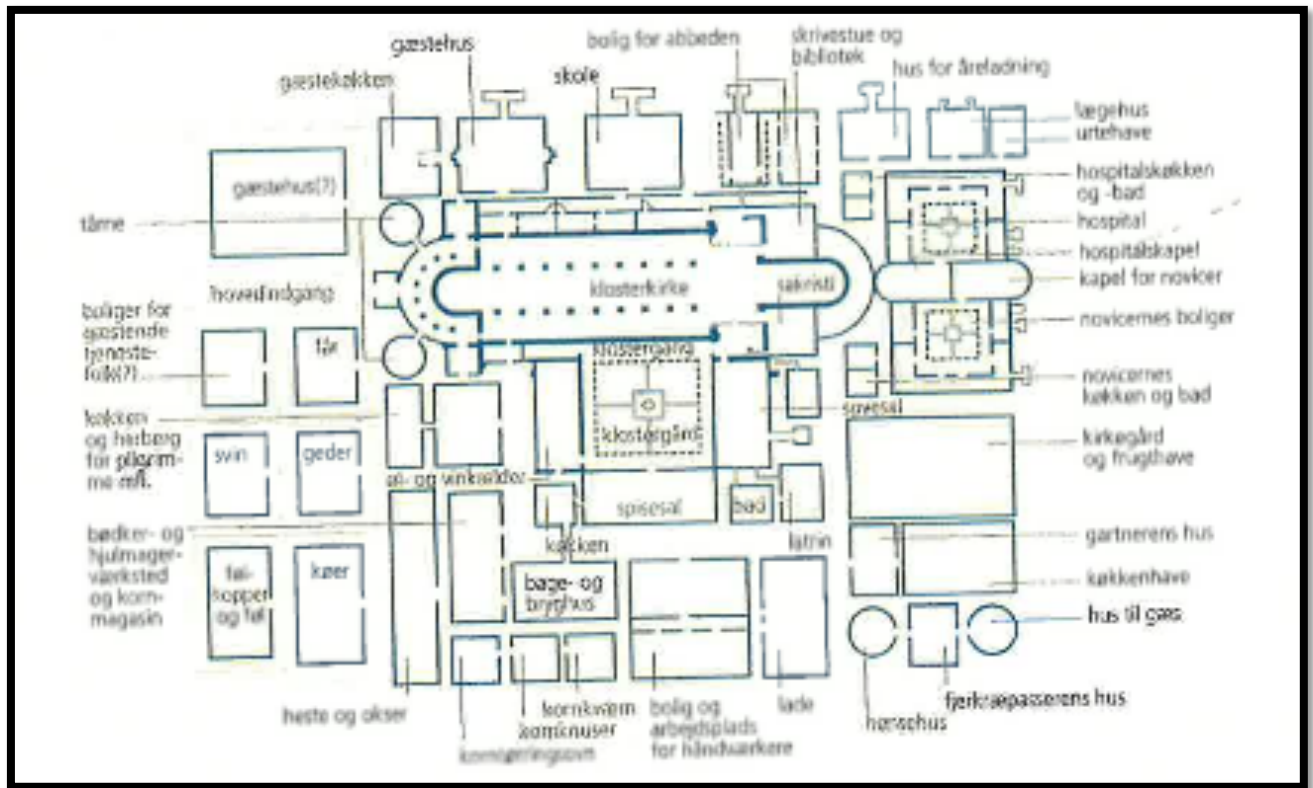 gæstehus
gæstekøkken
skole
bolig for abbeden
skrivestue og
bibliotek
hus for åreladning
lægehus
urtehave
gæstehus(?)
tårne
hovedindgang
boliger for
gæstende
tjeneste-
folk(?)
får
køkken
og herberg
for pilgrim-
me mfl.
svin
geder
bødker- og
hjulmager-
værksted
og korn-
magasin
føl-
hopper
og føl
køer
klosterkirke
sakristi
klostergang
klostergård
øl- og vinkælder
spisesal
bad
sovesal
latrin
køkken
bage- og
bryghus
heste og okser
korntørringsovn
kornknuser
kornkværn
bolig og
arbejdsplads
for håndværkere
lade
hospitalskøkken
og -bad
hospital
hospitalskapel
kapel for novicer
novicernes boliger
novicernes
køkken og bad
kirkegård
og frugthave
gartnerens hus
køkkenhave
hus til gæs
fjerkræpasserens hus
hønsehus